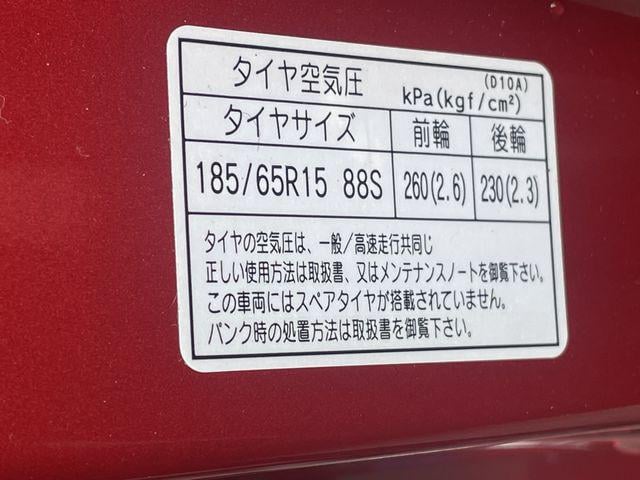 タイヤ空気圧 kPa(kgf/cm²) (D10A)
タイヤサイズ 前輪 後輪
185/65R15 88S 260(2.6) 230(2.3)
タイヤの空気圧は、一般/高速走行共同じ
正しい使用方法は取扱書、又はメンテナンスノートを御覧下さい。
この車両にはスペアタイヤが搭載されていません。
パンク時の処置方法は取扱書を御覧下さい。